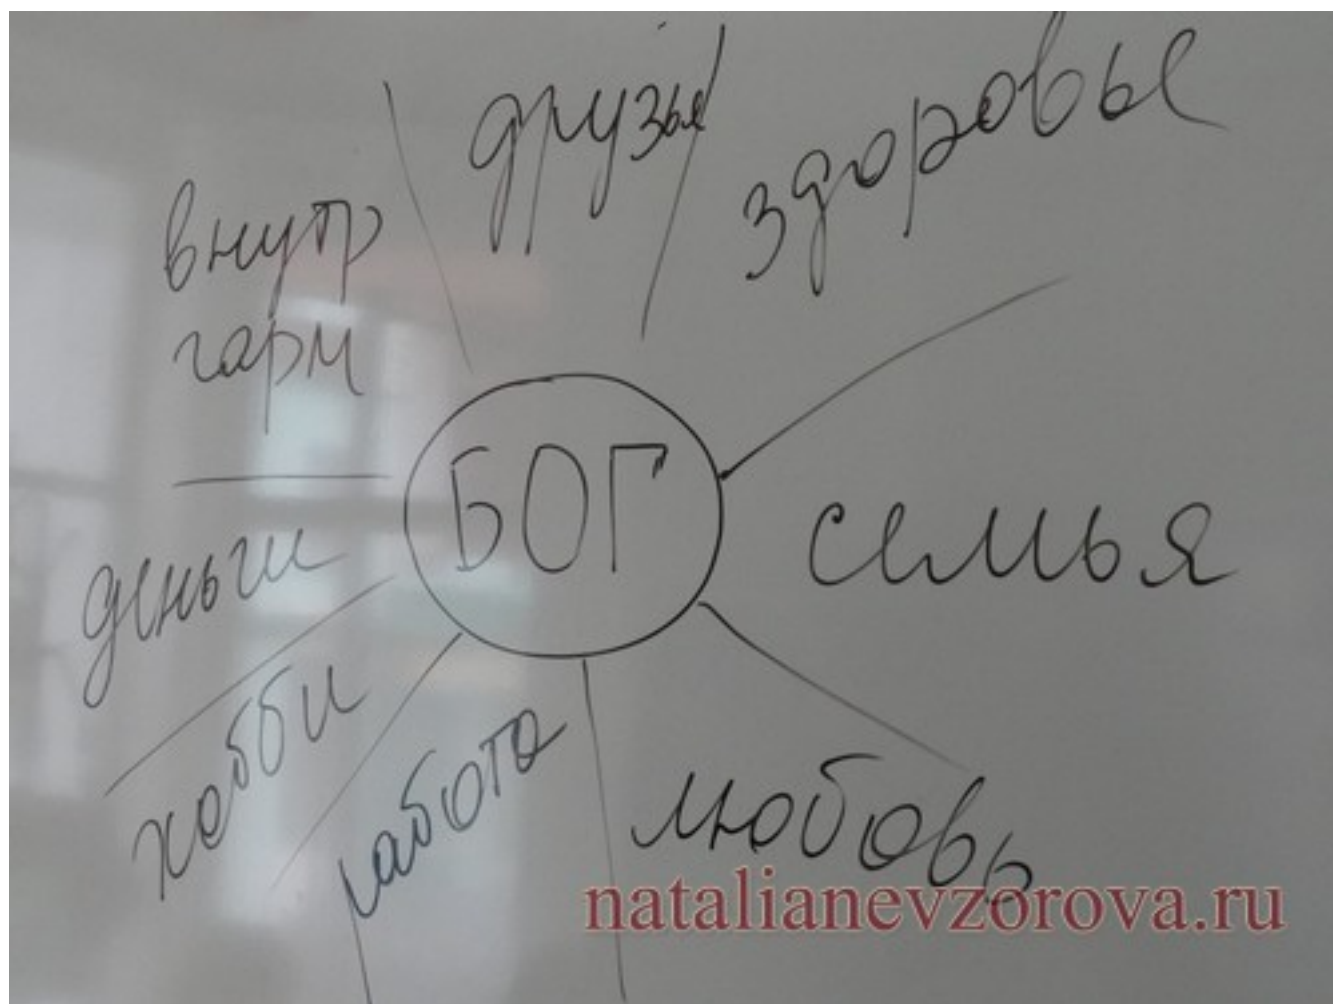 друзья
здоровье
внутр
гарм
БОГ
семья
деньги
хобби
работа
любовь
natalianevzorova.ru